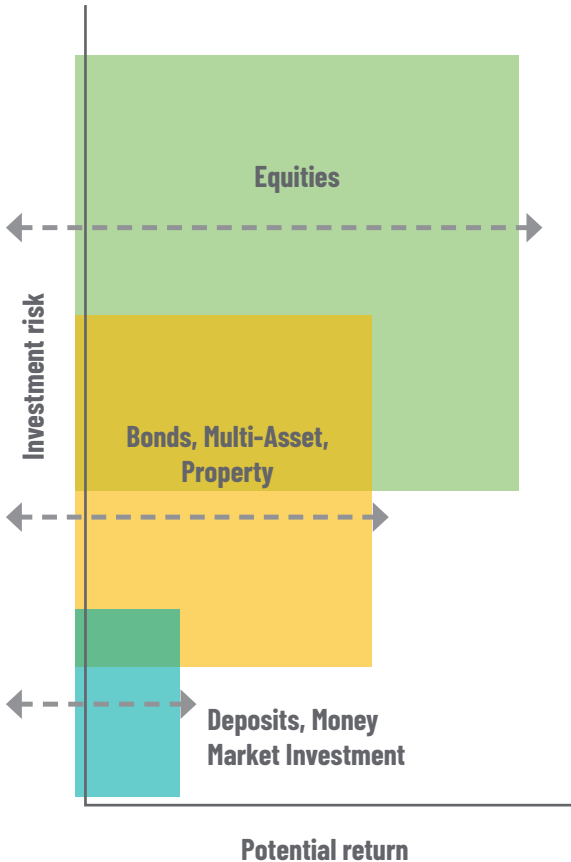 Equities
Investment risk
Bonds, Multi-Asset,
Property
Deposits, Money
Market Investment
Potential return